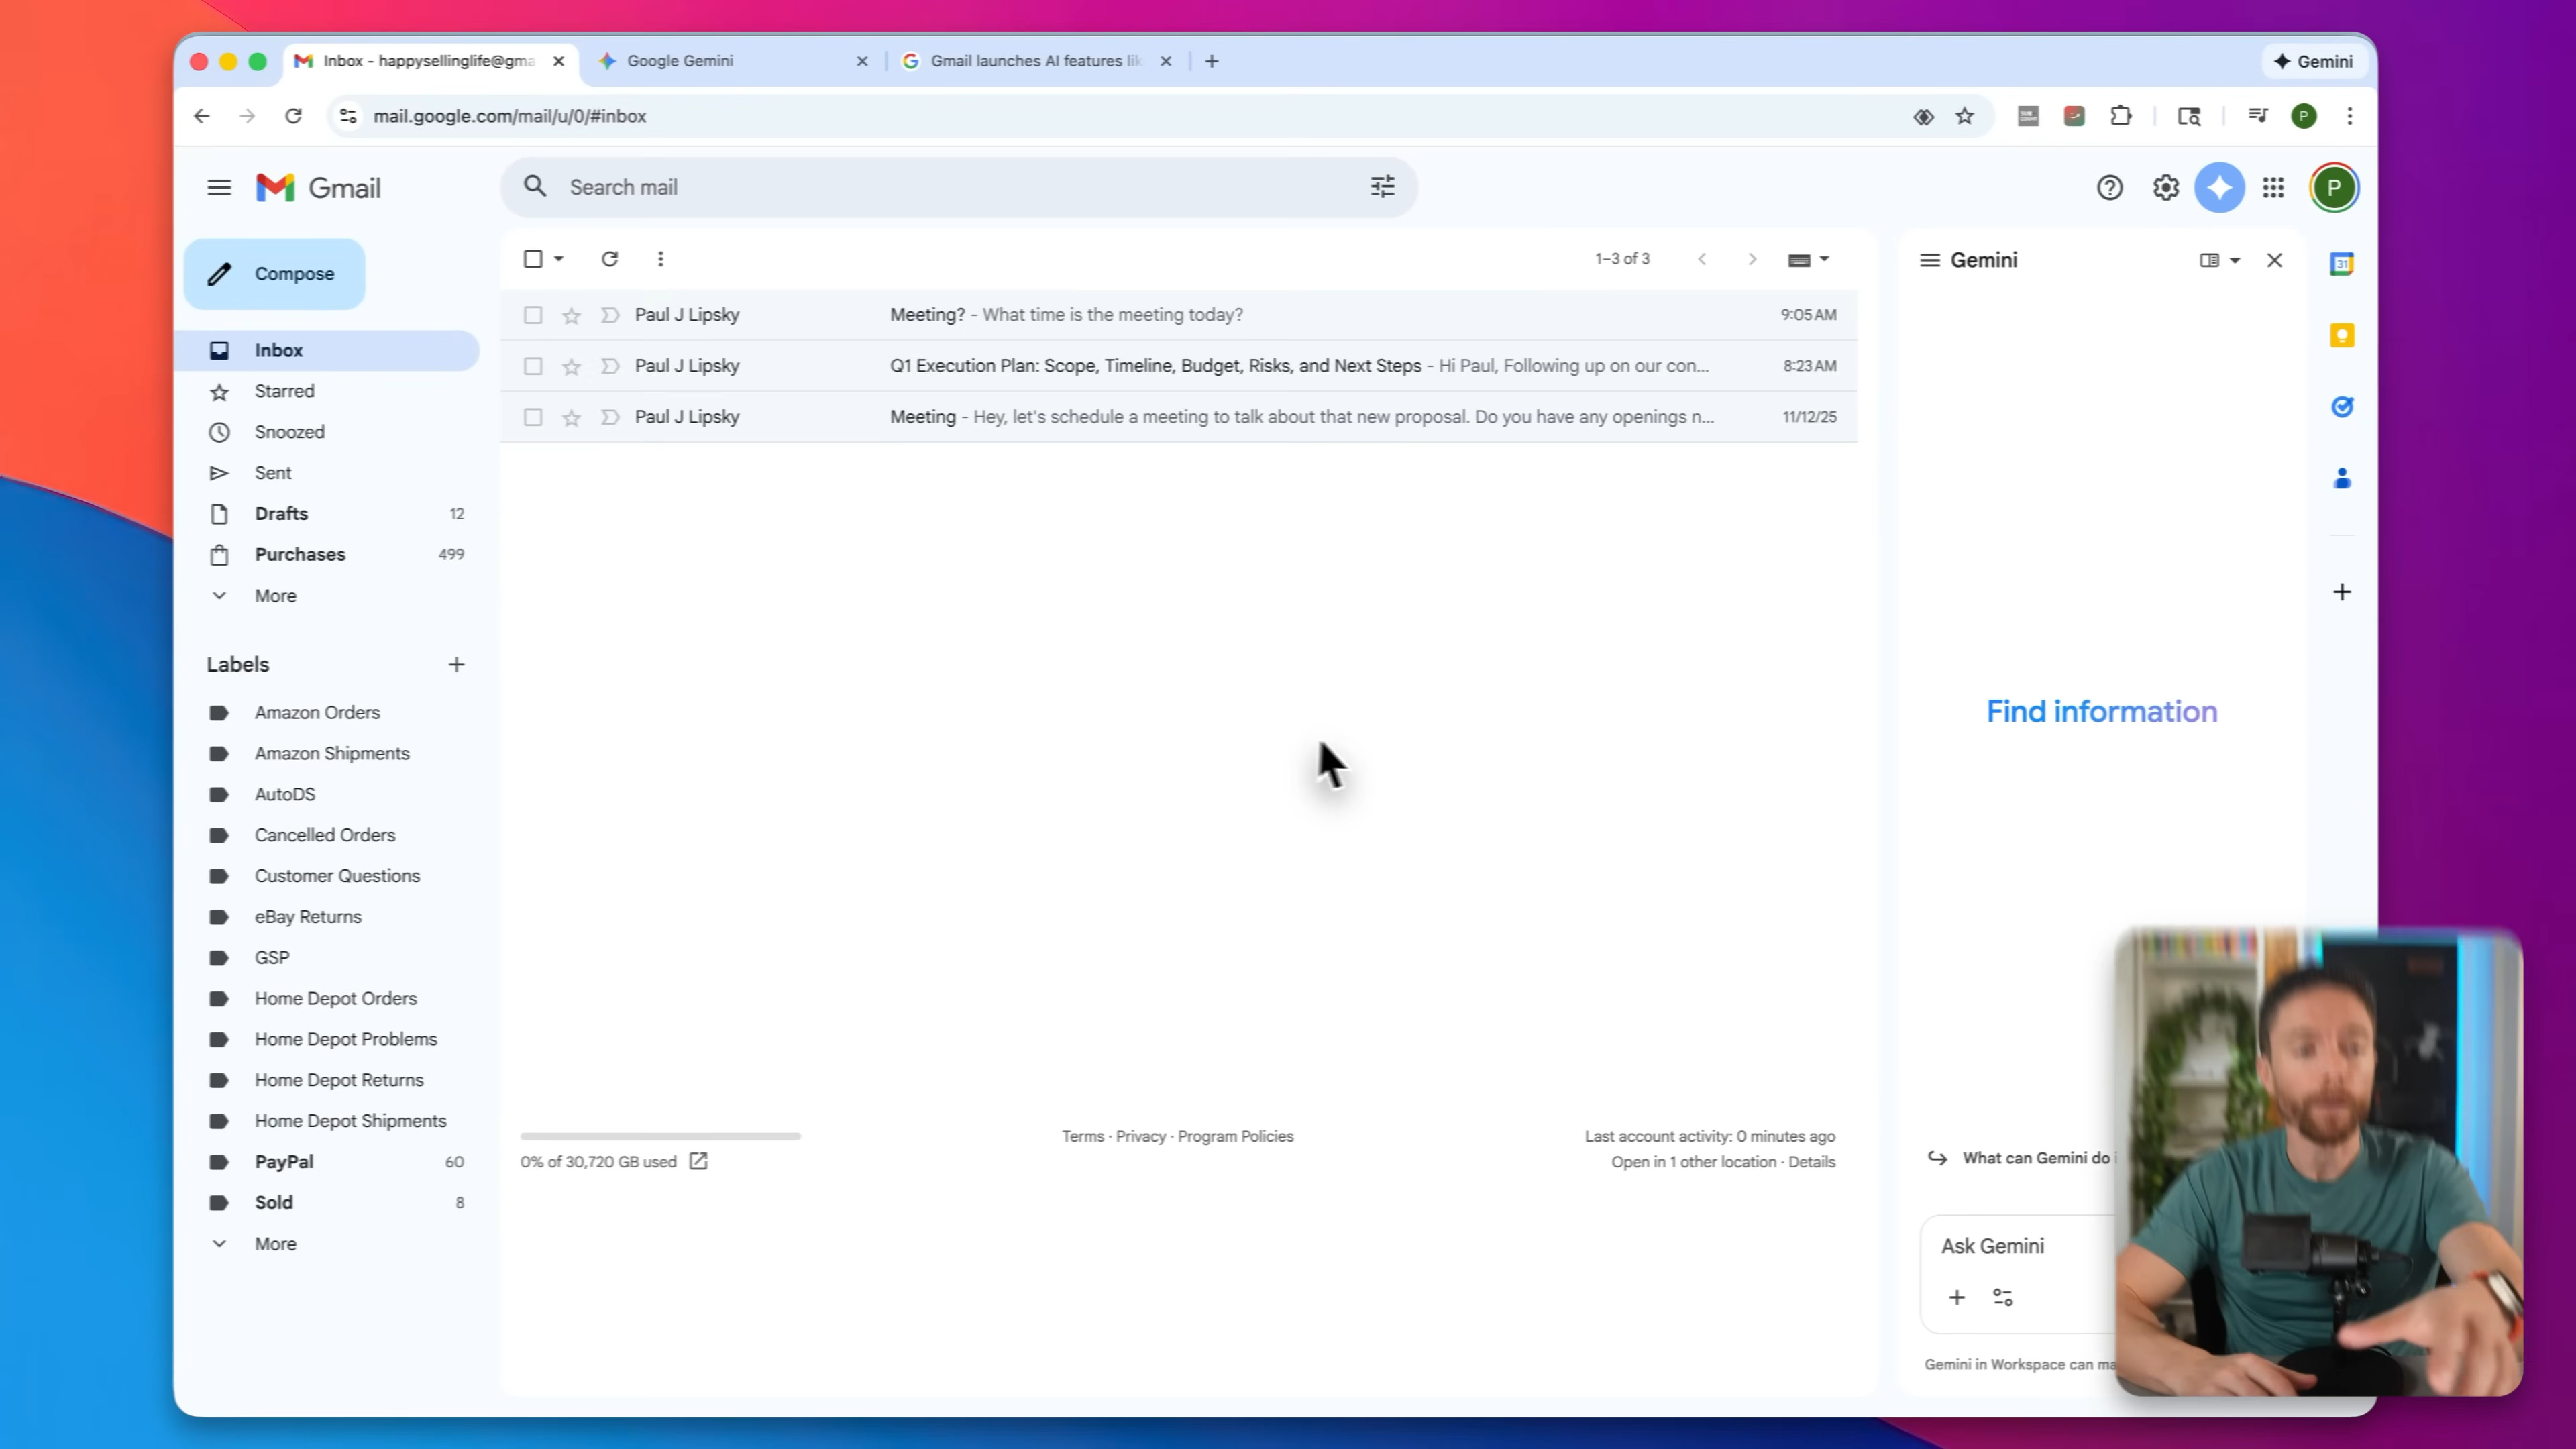 Inbox - happysellinglife@gma
Google Gemini
Gmail launches AI features lik
Gemini
mail.google.com/mail/u/0/#inbox
Gmail
Search mail
P
P
Compose
1–3 of 3
Gemini
31
Paul J Lipsky Meeting? - What time is the meeting today? 9:05 AM
Paul J Lipsky Q1 Execution Plan: Scope, Timeline, Budget, Risks, and Next Steps - Hi Paul, Following up on our con... 8:23 AM
Paul J Lipsky Meeting - Hey, let's schedule a meeting to talk about that new proposal. Do you have any openings n... 11/12/25
Inbox
Starred
Snoozed
Sent
Drafts 12
Purchases 499
More
Labels
Amazon Orders
Amazon Shipments
AutoDS
Cancelled Orders
Customer Questions
eBay Returns
GSP
Home Depot Orders
Home Depot Problems
Home Depot Returns
Home Depot Shipments
PayPal 60
Sold 8
More
Find information
0% of 30,720 GB used
Terms · Privacy · Program Policies
Last account activity: 0 minutes ago
Open in 1 other location · Details
What can Gemini do
Ask Gemini
Gemini in Workspace can ma